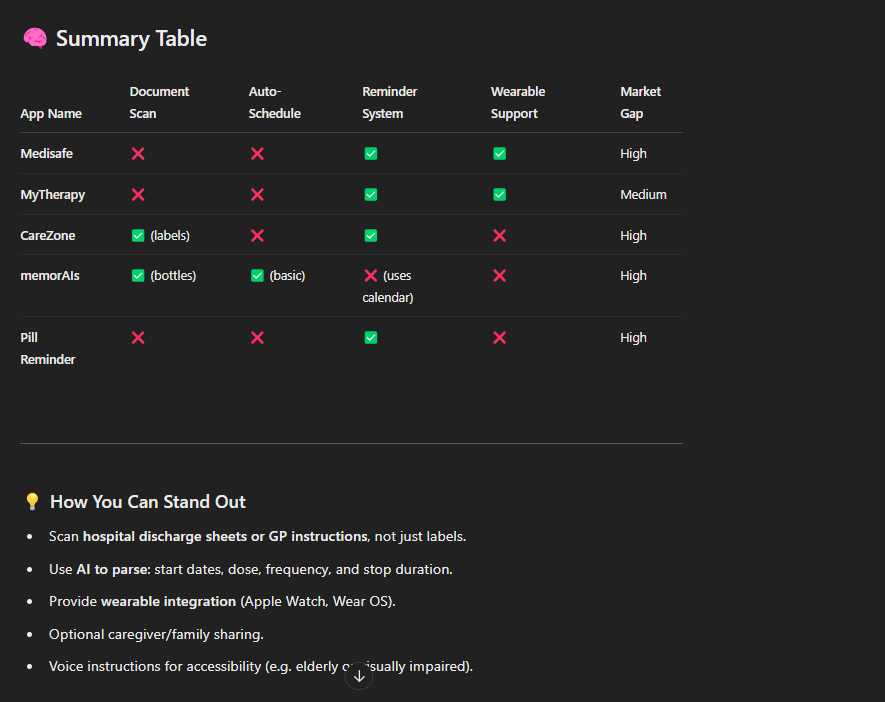 🧠 Summary Table
App Name Document Scan Auto-Schedule Reminder System Wearable Support Market Gap
Medisafe ❌ ❌ ✅ ✅ High
MyTherapy ❌ ❌ ✅ ✅ Medium
CareZone ✅ (labels) ❌ ✅ ❌ High
memorAIs ✅ (bottles) ✅ (basic) ❌ (uses calendar) ❌ High
Pill Reminder ❌ ❌ ✅ ❌ High
💡 How You Can Stand Out
• Scan hospital discharge sheets or GP instructions, not just labels.
• Use AI to parse: start dates, dose, frequency, and stop duration.
• Provide wearable integration (Apple Watch, Wear OS).
• Optional caregiver/family sharing.
• Voice instructions for accessibility (e.g. elderly or visually impaired).